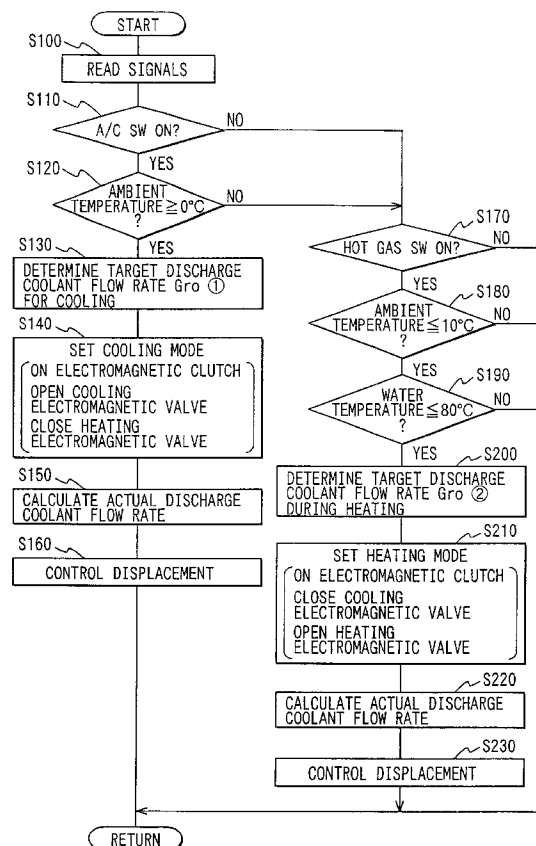 START
S100
READ SIGNALS
S110
A/C SW ON?
NO
YES
S120
AMBIENT
TEMPERATURE≧0°C
?
NO
YES
S130
DETERMINE TARGET DISCHARGE
COOLANT FLOW RATE Gro ①
FOR COOLING
S140
SET COOLING MODE
ON ELECTROMAGNETIC CLUTCH
OPEN COOLING
ELECTROMAGNETIC VALVE
CLOSE HEATING
ELECTROMAGNETIC VALVE
S150
CALCULATE ACTUAL DISCHARGE
COOLANT FLOW RATE
S160
CONTROL DISPLACEMENT
S170
HOT GAS SW ON?
NO
YES
S180
AMBIENT
TEMPERATURE≦10°C
?
NO
YES
S190
WATER
TEMPERATURE≦80°C
?
NO
YES
S200
DETERMINE TARGET DISCHARGE
COOLANT FLOW RATE Gro ②
DURING HEATING
S210
SET HEATING MODE
ON ELECTROMAGNETIC CLUTCH
CLOSE COOLING
ELECTROMAGNETIC VALVE
OPEN HEATING
ELECTROMAGNETIC VALVE
S220
CALCULATE ACTUAL DISCHARGE
COOLANT FLOW RATE
S230
CONTROL DISPLACEMENT
RETURN